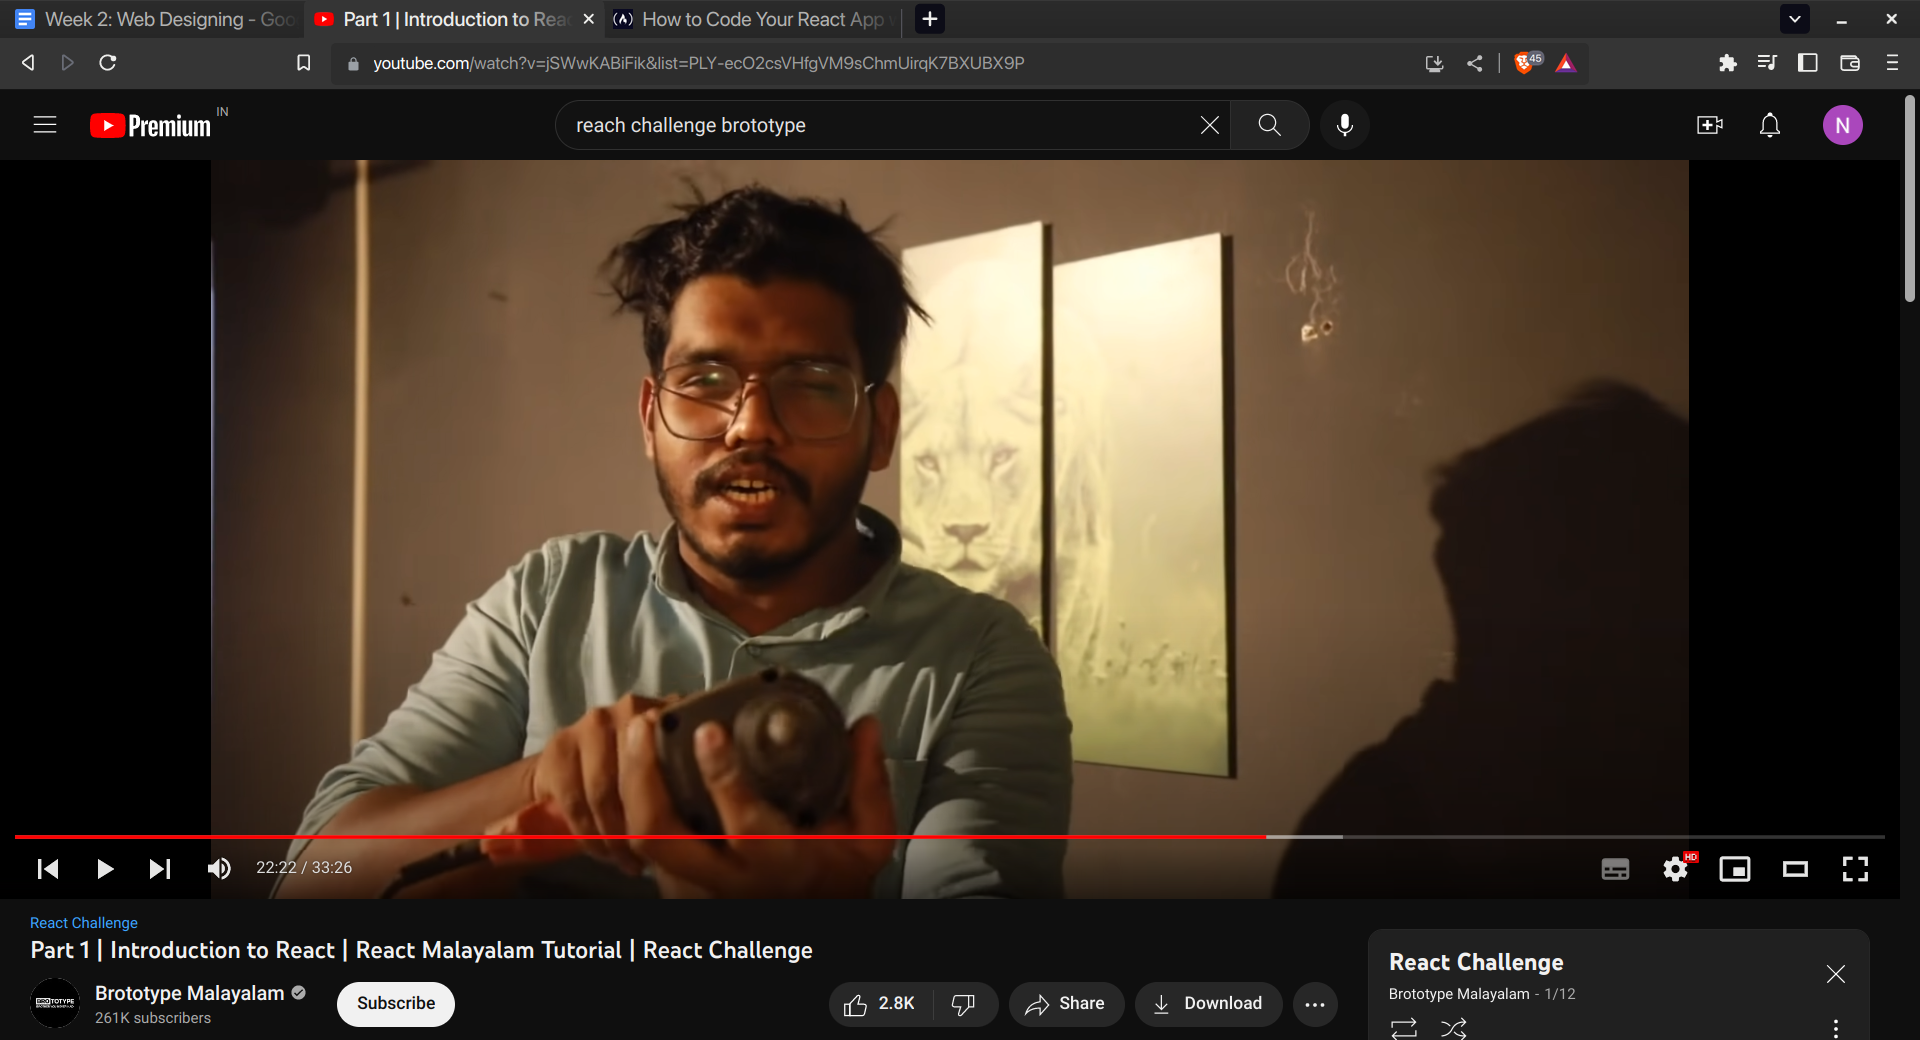 Week 2: Web Designing - Goo
Part 1 | Introduction to Reac
How to Code Your React App
youtube.com/watch?v=jSWwKABiFik&list=PLY-ecO2csVHfgVM9sChmUirqK7BXUBX9P
45
Premium
IN
reach challenge brototype
N
22:22 / 33:26
HD
React Challenge
Part 1 | Introduction to React | React Malayalam Tutorial | React Challenge
Brototype Malayalam
261K subscribers
Subscribe
2.8K
Share
Download
React Challenge
Brototype Malayalam - 1/12